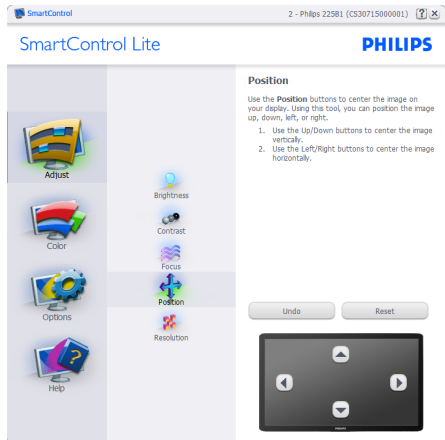 SmartControl
2 - Philips 225B1 (CS30715000001)
SmartControl Lite
PHILIPS
Adjust
Color
Options
Help
Brightness
Contrast
Focus
Position
Resolution
Position
Use the Position buttons to center the image on
your display. Using this tool, you can position the image
up, down, left, or right.
1. Use the Up/Down buttons to center the image
vertically.
2. Use the Left/Right buttons to center the image
horizontally.
Undo
Reset
PHILIPS